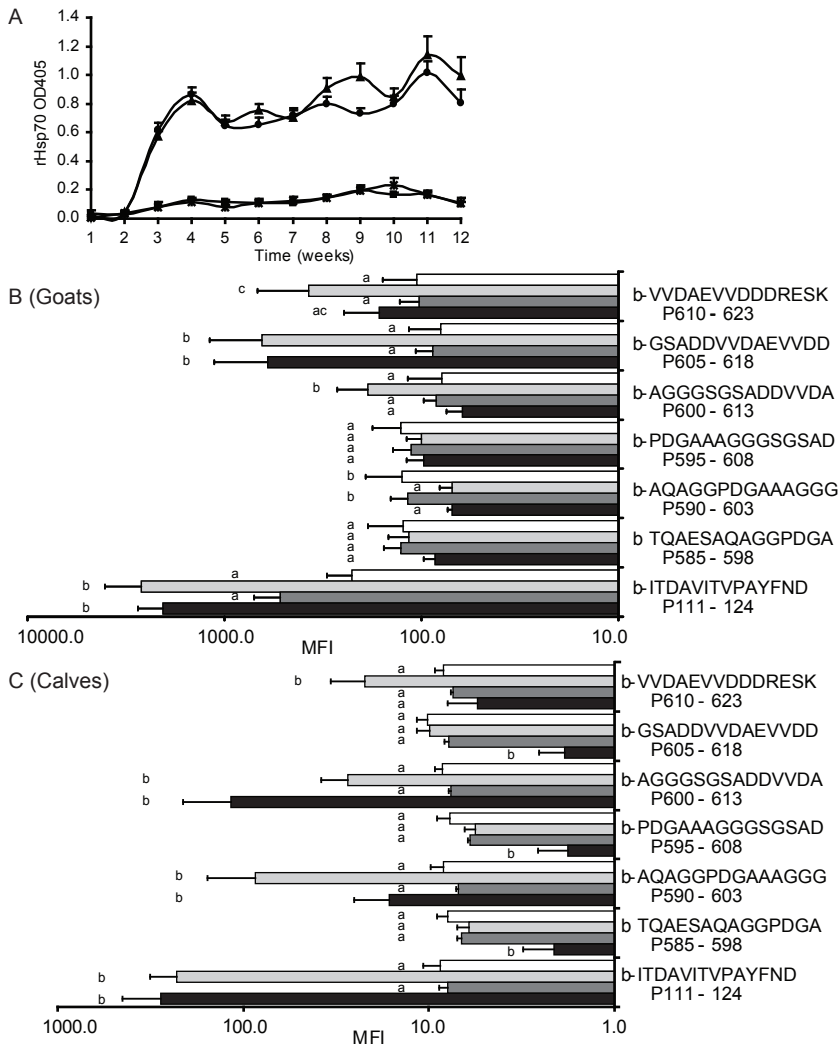 A
1.4
1.2
1.0
0.8
0.6
0.4
0.2
0.0
rHsp70 OD405
1 2 3 4 5 6 7 8 9 10 11 12
Time (weeks)
B (Goats)
a
c
a
ac
b-VVDAEVVDDDRESK
P610 - 623
a
b
a
b
b-GSADDVVDAEVVDD
P605 - 618
a
b
a
a
b-AGGGSGSADDVVDA
P600 - 613
a
a
a
a
b-PDGAAAGGGSGSAD
P595 - 608
b
a
b
a
b-AQAGGPDGAAAGGG
P590 - 603
a
a
a
a
b TQAESAQAGGPDGA
P585 - 598
a
b
a
b
b-ITDAVITVPAYFND
P111 - 124
10000.0 1000.0 100.0 10.0
MFI
C (Calves)
a
b
a
a
b-VVDAEVVDDDRESK
P610 - 623
a
a
a
b
b-GSADDVVDAEVVDD
P605 - 618
a
b
a
b
b-AGGGSGSADDVVDA
P600 - 613
a
a
a
b
b-PDGAAAGGGSGSAD
P595 - 608
a
b
a
b
b-AQAGGPDGAAAGGG
P590 - 603
a
a
a
b
b TQAESAQAGGPDGA
P585 - 598
a
b
a
b
b-ITDAVITVPAYFND
P111 - 124
1000.0 100.0 10.0 1.0
MFI